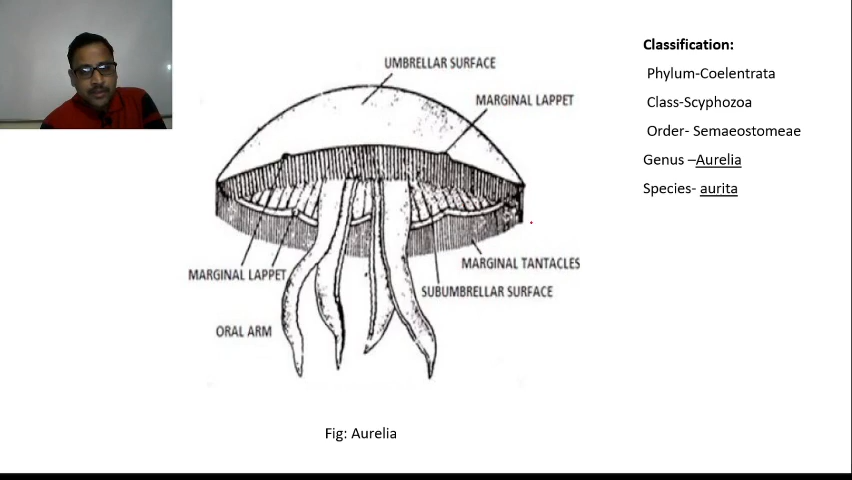 UMBRELLAR SURFACE
MARGINAL LAPPET
MARGINAL LAPPET
MARGINAL TANTACLES
SUBUMBRELLAR SURFACE
ORAL ARM
Fig: Aurelia
Classification:
Phylum-Coelentrata
Class-Scyphozoa
Order- Semaeostomeae
Genus –Aurelia
Species- aurita